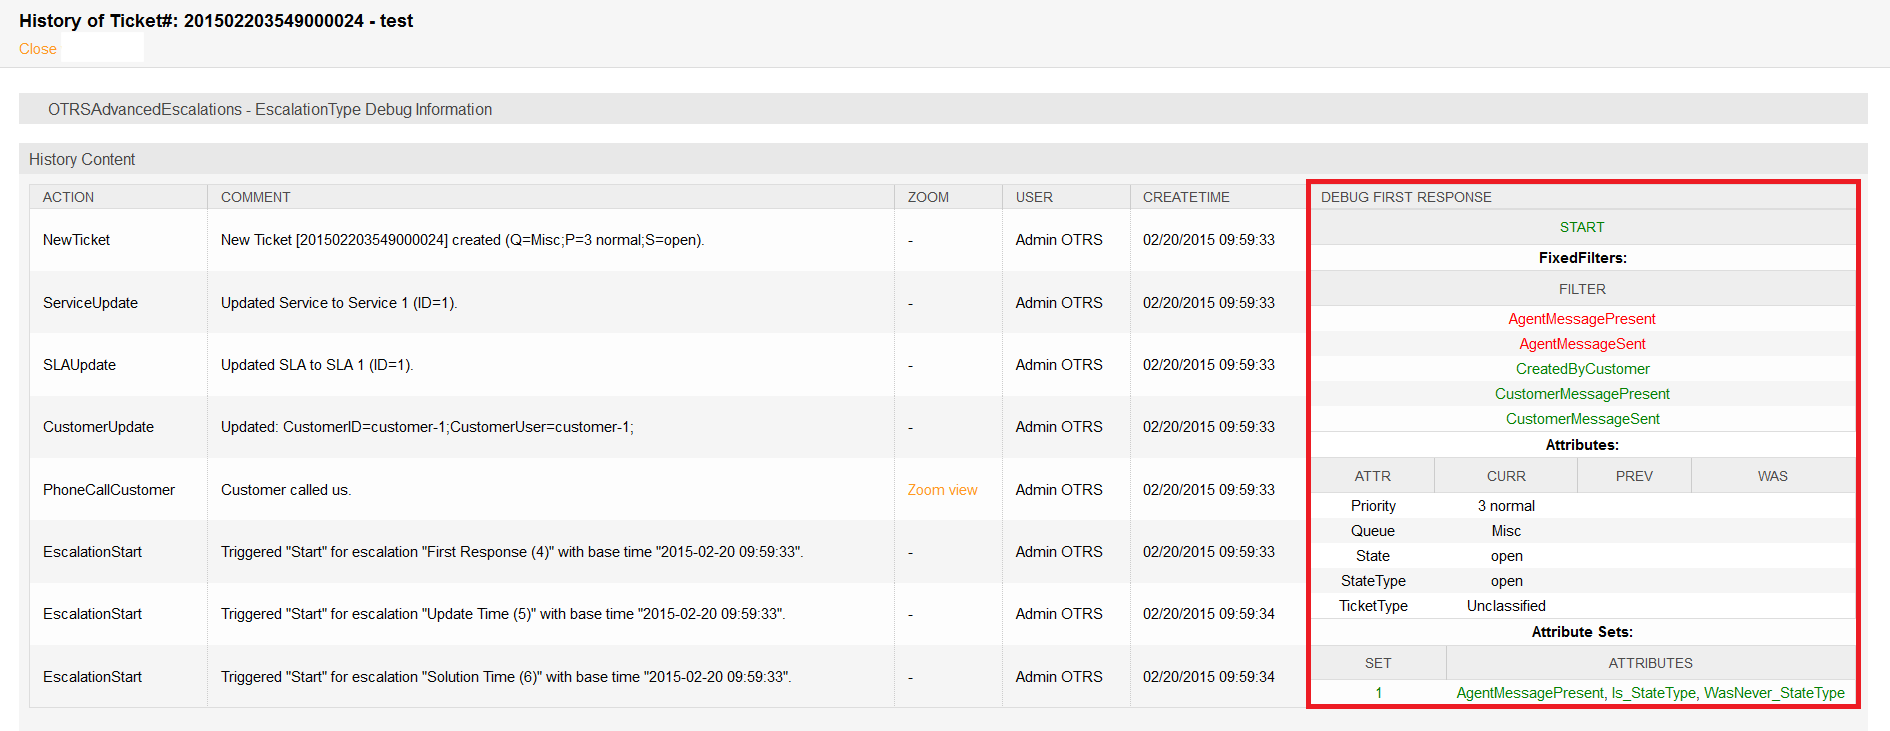 History of Ticket#: 201502203549000024 - test
Close
OTRSAdvancedEscalations - EscalationType Debug Information
History Content
ACTION COMMENT ZOOM USER CREATETIME
NewTicket New Ticket [201502203549000024] created (Q=Misc;P=3 normal;S=open). - Admin OTRS 02/20/2015 09:59:33
ServiceUpdate Updated Service to Service 1 (ID=1). - Admin OTRS 02/20/2015 09:59:33
SLAUpdate Updated SLA to SLA 1 (ID=1). - Admin OTRS 02/20/2015 09:59:33
CustomerUpdate Updated: CustomerID=customer-1;CustomerUser=customer-1; - Admin OTRS 02/20/2015 09:59:33
PhoneCallCustomer Customer called us. Zoom view Admin OTRS 02/20/2015 09:59:33
EscalationStart Triggered "Start" for escalation "First Response (4)" with base time "2015-02-20 09:59:33". - Admin OTRS 02/20/2015 09:59:33
EscalationStart Triggered "Start" for escalation "Update Time (5)" with base time "2015-02-20 09:59:33". - Admin OTRS 02/20/2015 09:59:34
EscalationStart Triggered "Start" for escalation "Solution Time (6)" with base time "2015-02-20 09:59:33". - Admin OTRS 02/20/2015 09:59:34
DEBUG FIRST RESPONSE
START
FixedFilters:
FILTER
AgentMessagePresent
AgentMessageSent
CreatedByCustomer
CustomerMessagePresent
CustomerMessageSent
Attributes:
ATTR CURR PREV WAS
Priority 3 normal
Queue Misc
State open
StateType open
TicketType Unclassified
Attribute Sets:
SET ATTRIBUTES
1 AgentMessagePresent, Is_StateType, WasNever_StateType